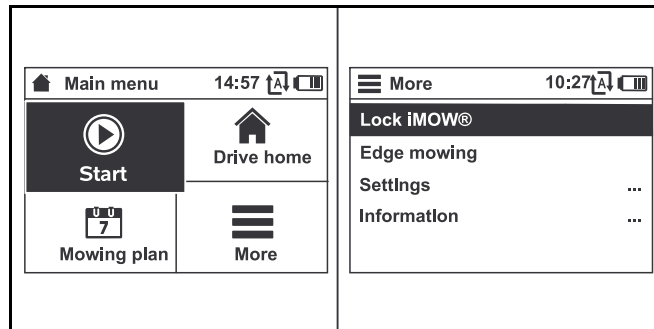 Main menu 14:57 A
Start
Drive home
7
Mowing plan
More
More 10:27 A
Lock iMOW®
Edge mowing
Settings ...
Information ...